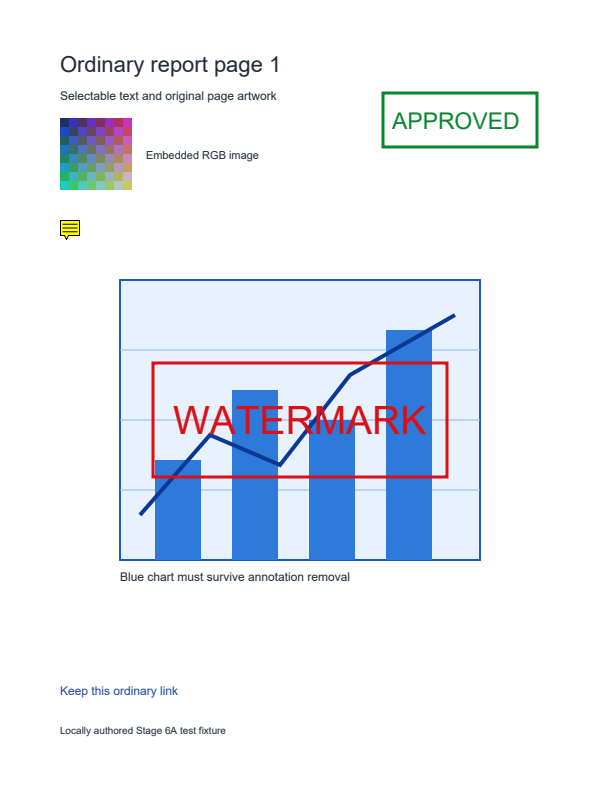 Ordinary report page 1
Selectable text and original page artwork
APPROVED
Embedded RGB image
WATERMARK
Blue chart must survive annotation removal
Keep this ordinary link
Locally authored Stage 6A test fixture